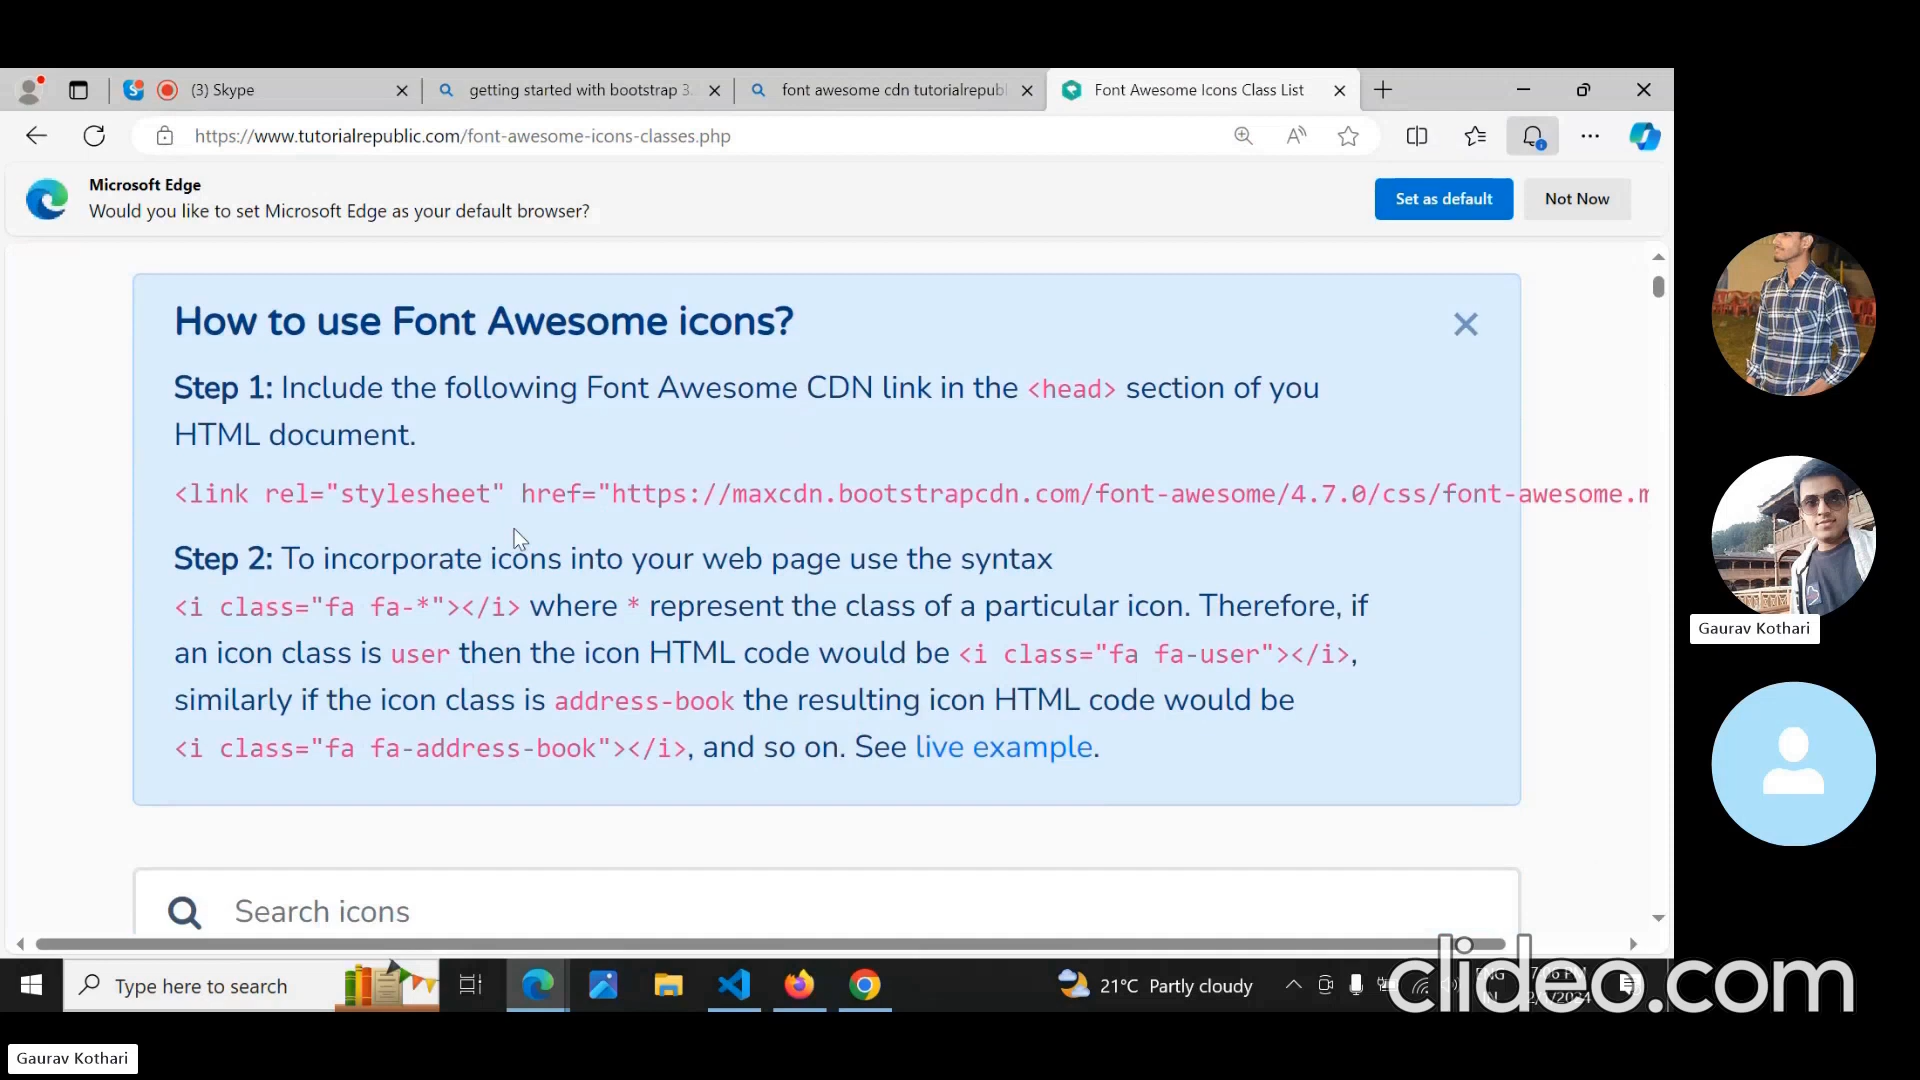 (3) Skype
getting started with bootstrap 3.
font awesome cdn tutorialrepubl
Font Awesome Icons Class List
https://www.tutorialrepublic.com/font-awesome-icons-classes.php
Microsoft Edge
Would you like to set Microsoft Edge as your default browser?
Set as default
Not Now
How to use Font Awesome icons?
Step 1: Include the following Font Awesome CDN link in the <head> section of you
HTML document.
<link rel="stylesheet" href="https://maxcdn.bootstrapcdn.com/font-awesome/4.7.0/css/font-awesome.m
Step 2: To incorporate icons into your web page use the syntax
<i class="fa fa-*"></i> where * represent the class of a particular icon. Therefore, if
an icon class is user then the icon HTML code would be <i class="fa fa-user"></i>,
similarly if the icon class is address-book the resulting icon HTML code would be
<i class="fa fa-address-book"></i>, and so on. See live example.
Search icons
Type here to search
21°C Partly cloudy
ENG
7:06 PM
clideo.com
Gaurav Kothari
Gaurav Kothari